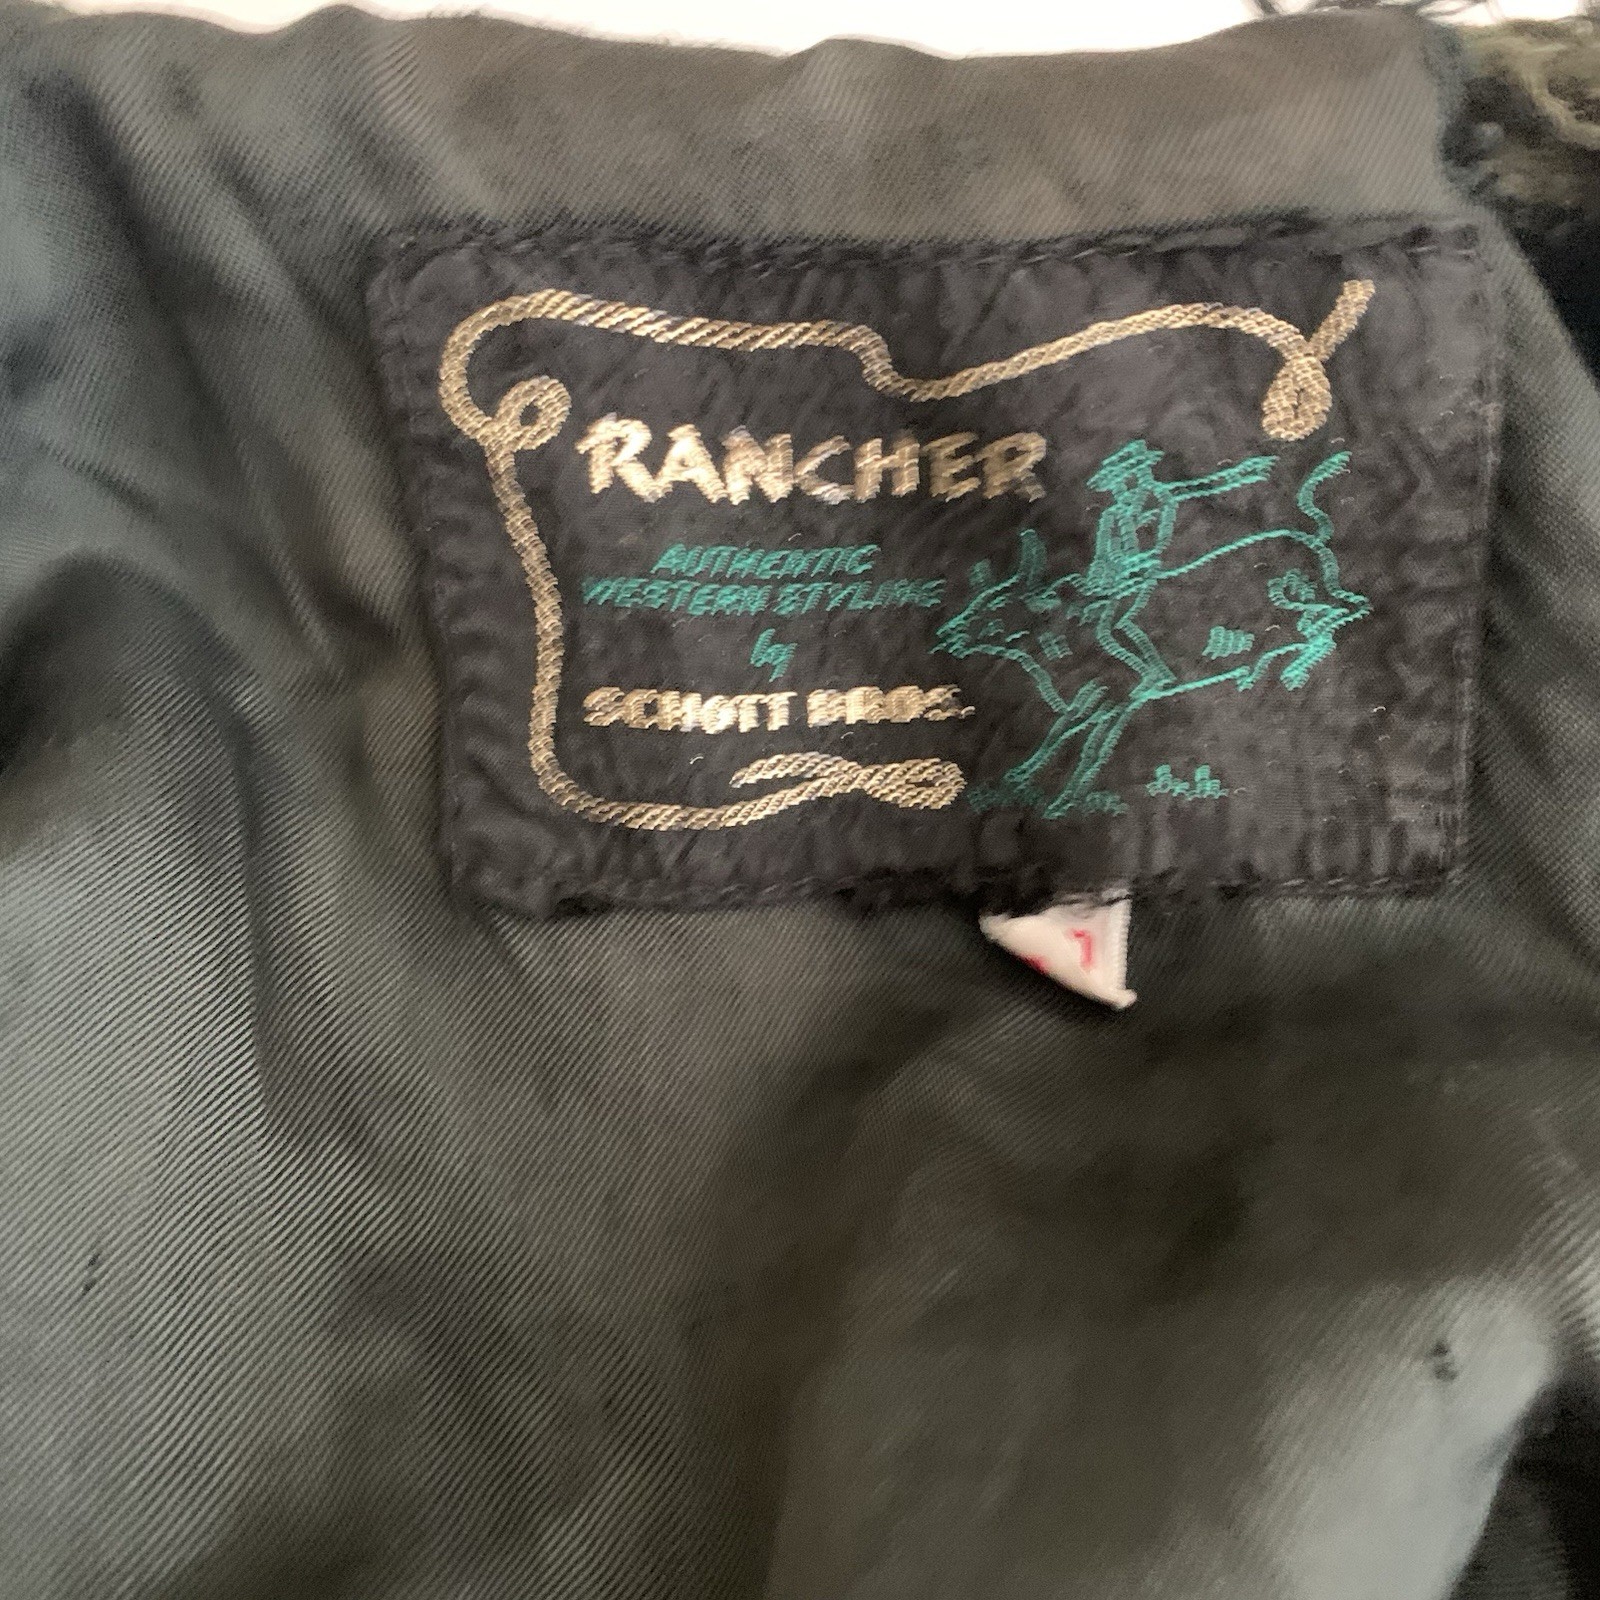 RANCHER
AUTHENTIC
WESTERN STYLING
by
SCHOTT BROS.